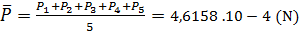 P̅ = (P₁+P₂+P₃+P₄+P₅)/5 = 4,6158 .10 – 4 (N)